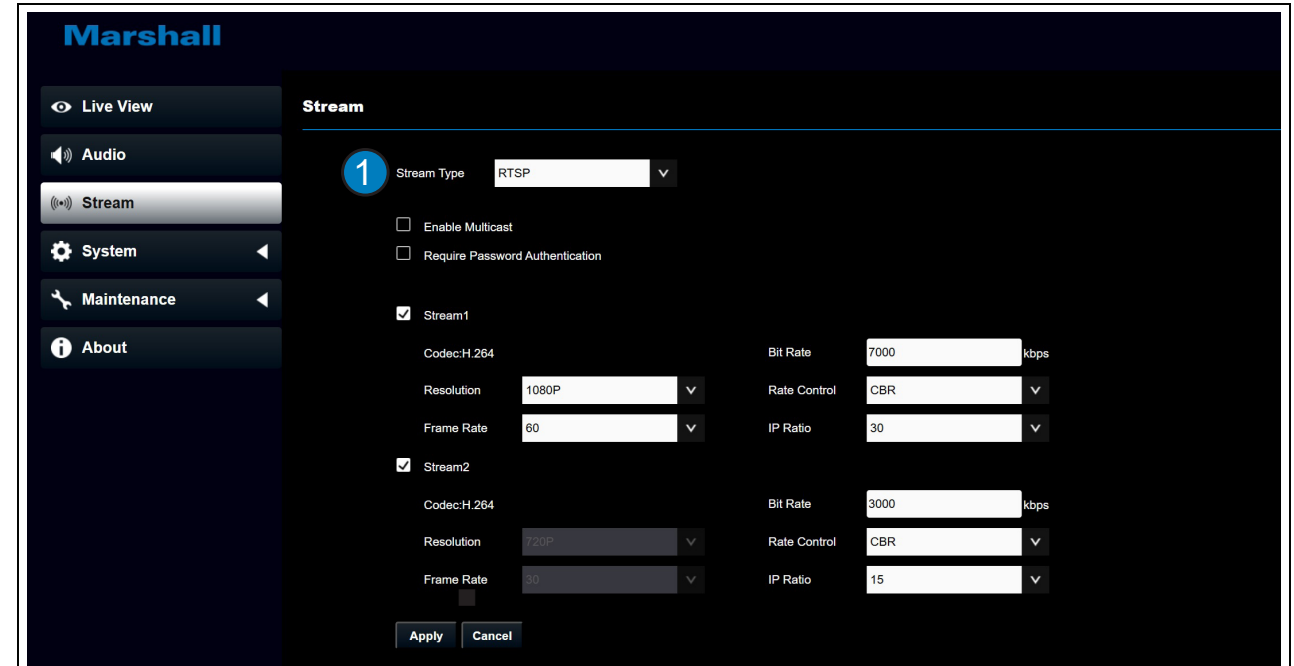 Marshall
Live View
Audio
Stream
System
Maintenance
About
Stream
1
Stream Type RTSP
Enable Multicast
Require Password Authentication
Stream1
Codec:H.264 Bit Rate 7000 kbps
Resolution 1080P Rate Control CBR
Frame Rate 60 IP Ratio 30
Stream2
Codec:H.264 Bit Rate 3000 kbps
Resolution 720P Rate Control CBR
Frame Rate 30 IP Ratio 15
Apply Cancel